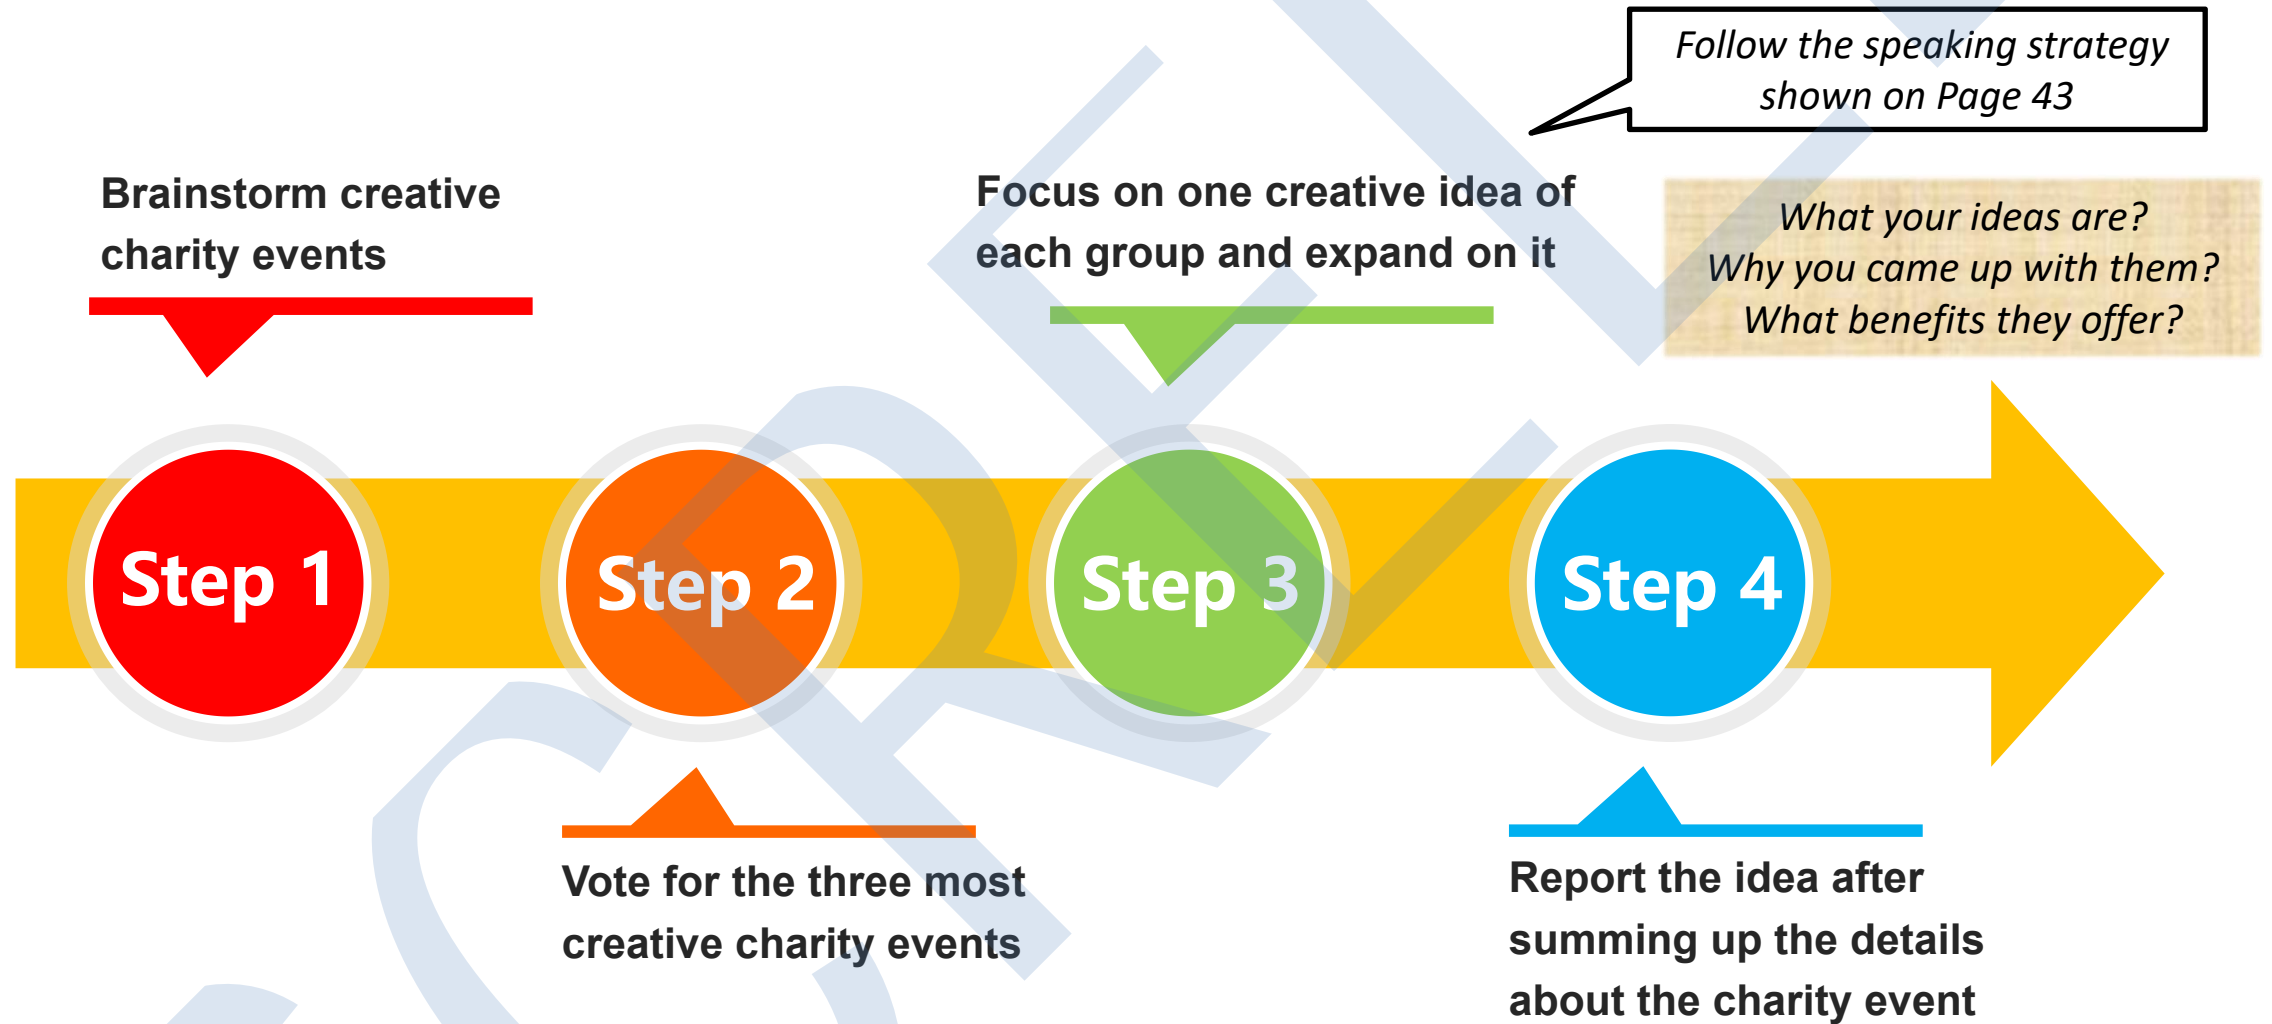 Follow the speaking strategy
shown on Page 43
Brainstorm creative
charity events
Focus on one creative idea of
each group and expand on it
What your ideas are?
Why you came up with them?
What benefits they offer?
Step 1
Step 2
Step 3
Step 4
Vote for the three most
creative charity events
Report the idea after
summing up the details
about the charity event